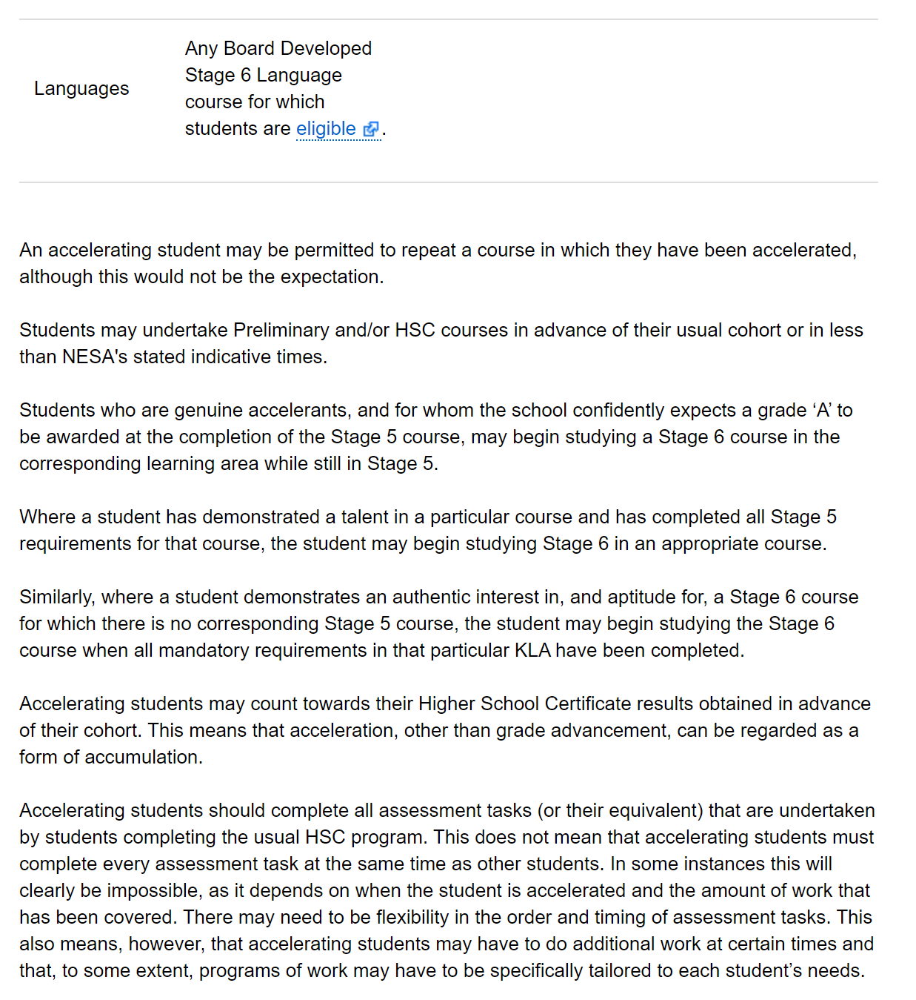 Languages
Any Board Developed
Stage 6 Language
course for which
students are eligible.
An accelerating student may be permitted to repeat a course in which they have been accelerated,
although this would not be the expectation.
Students may undertake Preliminary and/or HSC courses in advance of their usual cohort or in less
than NESA's stated indicative times.
Students who are genuine accelerants, and for whom the school confidently expects a grade ‘A’ to
be awarded at the completion of the Stage 5 course, may begin studying a Stage 6 course in the
corresponding learning area while still in Stage 5.
Where a student has demonstrated a talent in a particular course and has completed all Stage 5
requirements for that course, the student may begin studying Stage 6 in an appropriate course.
Similarly, where a student demonstrates an authentic interest in, and aptitude for, a Stage 6 course
for which there is no corresponding Stage 5 course, the student may begin studying the Stage 6
course when all mandatory requirements in that particular KLA have been completed.
Accelerating students may count towards their Higher School Certificate results obtained in advance
of their cohort. This means that acceleration, other than grade advancement, can be regarded as a
form of accumulation.
Accelerating students should complete all assessment tasks (or their equivalent) that are undertaken
by students completing the usual HSC program. This does not mean that accelerating students must
complete every assessment task at the same time as other students. In some instances this will
clearly be impossible, as it depends on when the student is accelerated and the amount of work that
has been covered. There may need to be flexibility in the order and timing of assessment tasks. This
also means, however, that accelerating students may have to do additional work at certain times and
that, to some extent, programs of work may have to be specifically tailored to each student’s needs.